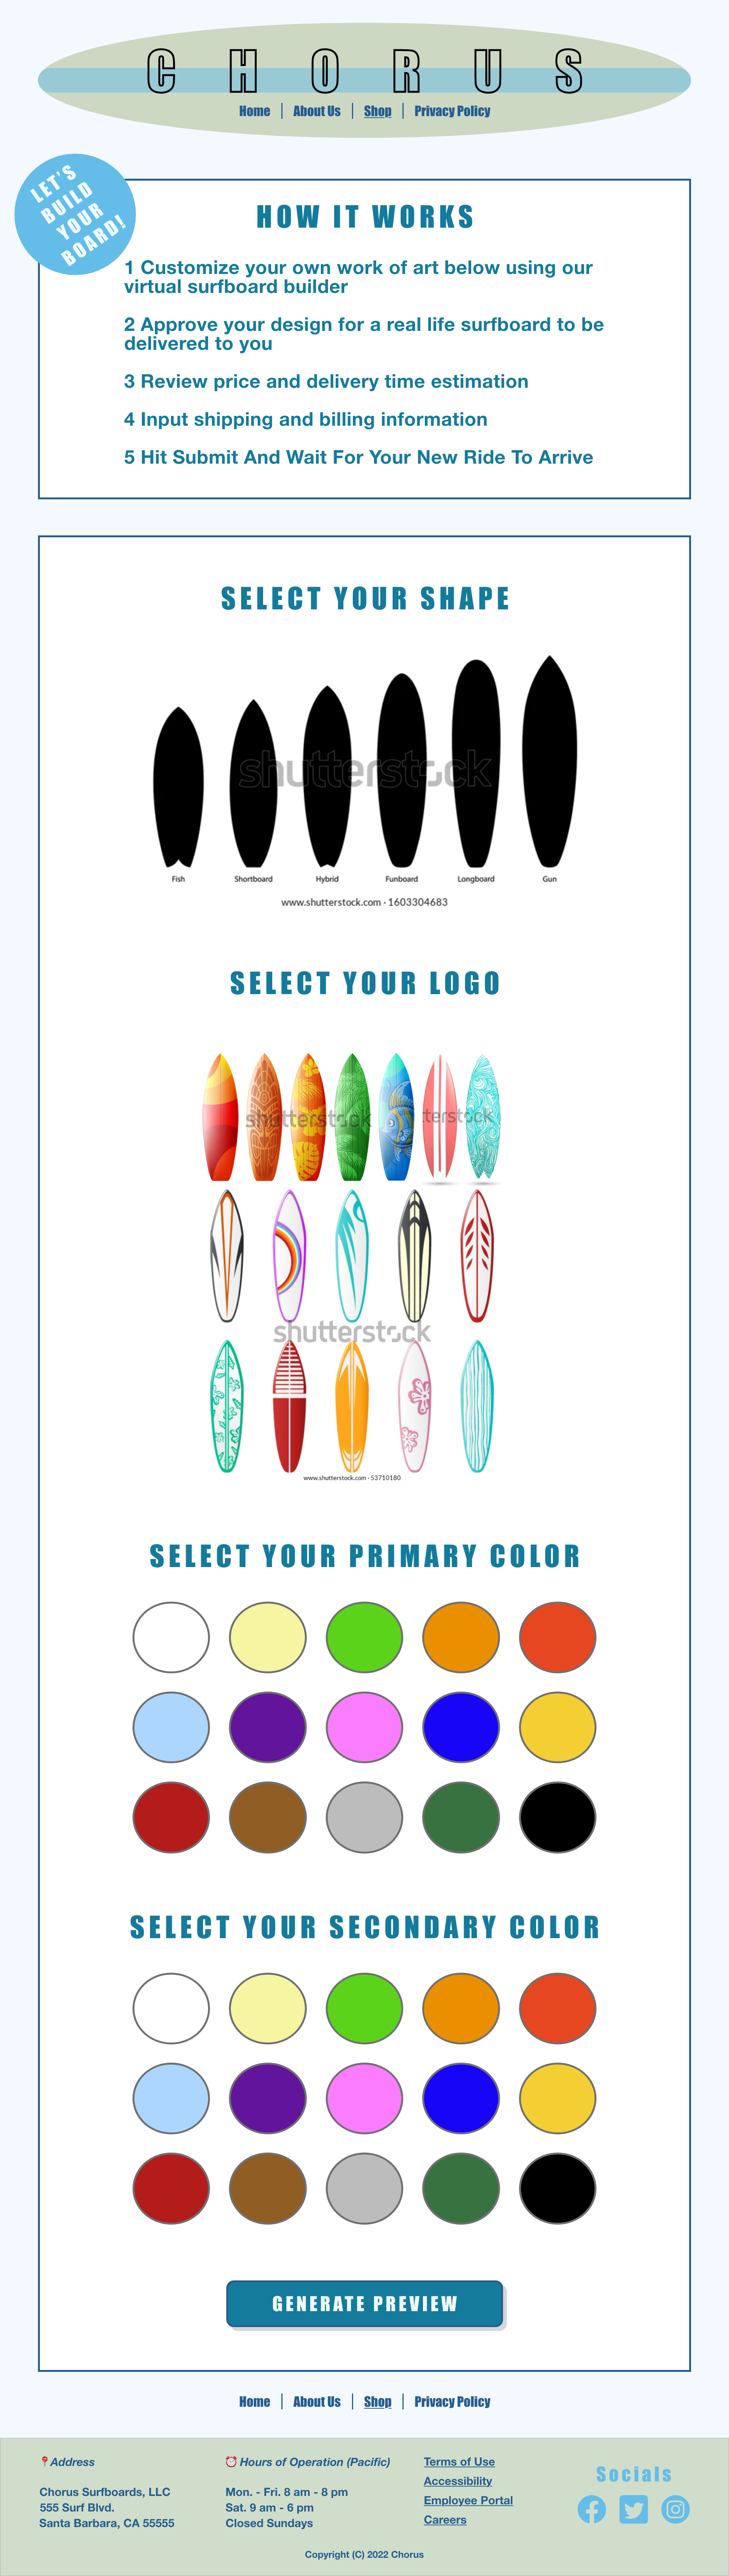 C H O R U S
Home | About Us | Shop | Privacy Policy
LET'S
BUILD
YOUR
BOARD!
HOW IT WORKS
1 Customize your own work of art below using our
virtual surfboard builder
2 Approve your design for a real life surfboard to be
delivered to you
3 Review price and delivery time estimation
4 Input shipping and billing information
5 Hit Submit And Wait For Your New Ride To Arrive
SELECT YOUR SHAPE
shutterstock
Fish Shortboard Hybrid Funboard Longboard Gun
www.shutterstock.com · 1603304683
SELECT YOUR LOGO
shutterstock tterstock
shutterstock
www.shutterstock.com · 53710180
SELECT YOUR PRIMARY COLOR
SELECT YOUR SECONDARY COLOR
GENERATE PREVIEW
Home | About Us | Shop | Privacy Policy
Address
Chorus Surfboards, LLC
555 Surf Blvd.
Santa Barbara, CA 55555
Hours of Operation (Pacific)
Mon. - Fri. 8 am - 8 pm
Sat. 9 am - 6 pm
Closed Sundays
Terms of Use
Accessibility
Employee Portal
Careers
Socials
Copyright (C) 2022 Chorus